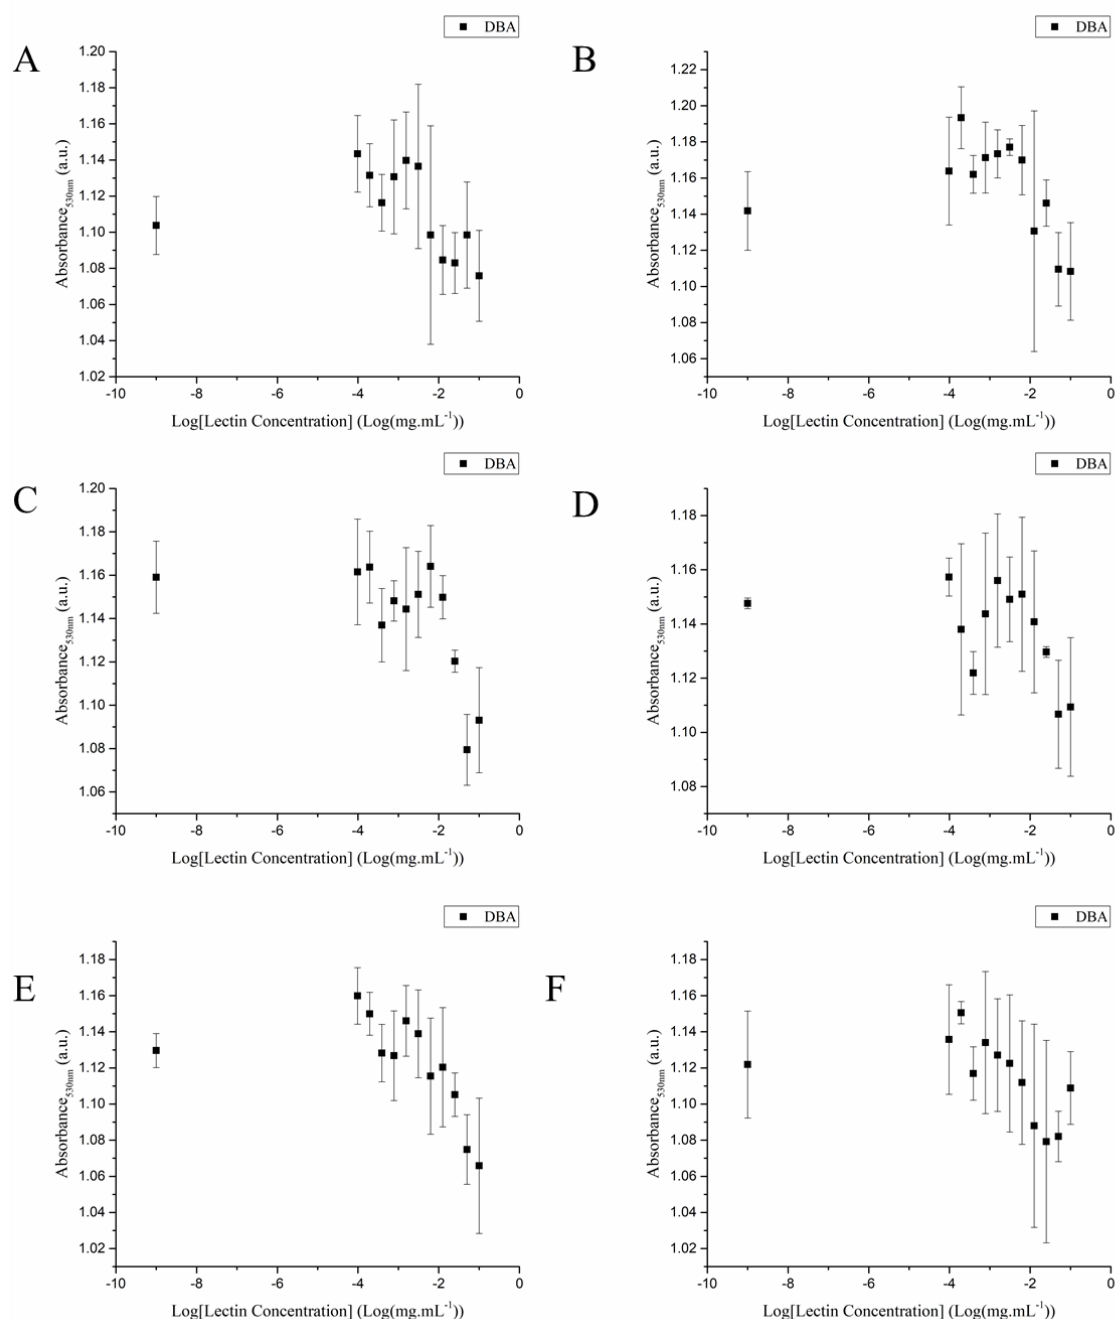 A
DBA
1.20
1.18
1.16
1.14
1.12
1.10
1.08
1.06
1.04
1.02
Absorbance530nm (a.u.)
-10 -8 -6 -4 -2 0
Log[Lectin Concentration] (Log(mg.mL-1))
B
DBA
1.22
1.20
1.18
1.16
1.14
1.12
1.10
1.08
1.06
Absorbance530nm (a.u.)
-10 -8 -6 -4 -2 0
Log[Lectin Concentration] (Log(mg.mL-1))
C
DBA
1.20
1.18
1.16
1.14
1.12
1.10
1.08
1.06
Absorbance530nm (a.u.)
-10 -8 -6 -4 -2 0
Log[Lectin Concentration] (Log(mg.mL-1))
D
DBA
1.18
1.16
1.14
1.12
1.10
1.08
Absorbance530nm (a.u.)
-10 -8 -6 -4 -2 0
Log[Lectin Concentration] (Log(mg.mL-1))
E
DBA
1.18
1.16
1.14
1.12
1.10
1.08
1.06
1.04
1.02
Absorbance530nm (a.u.)
-10 -8 -6 -4 -2 0
Log[Lectin Concentration] (Log(mg.mL-1))
F
DBA
1.18
1.16
1.14
1.12
1.10
1.08
1.06
1.04
1.02
Absorbance530nm (a.u.)
-10 -8 -6 -4 -2 0
Log[Lectin Concentration] (Log(mg.mL-1))